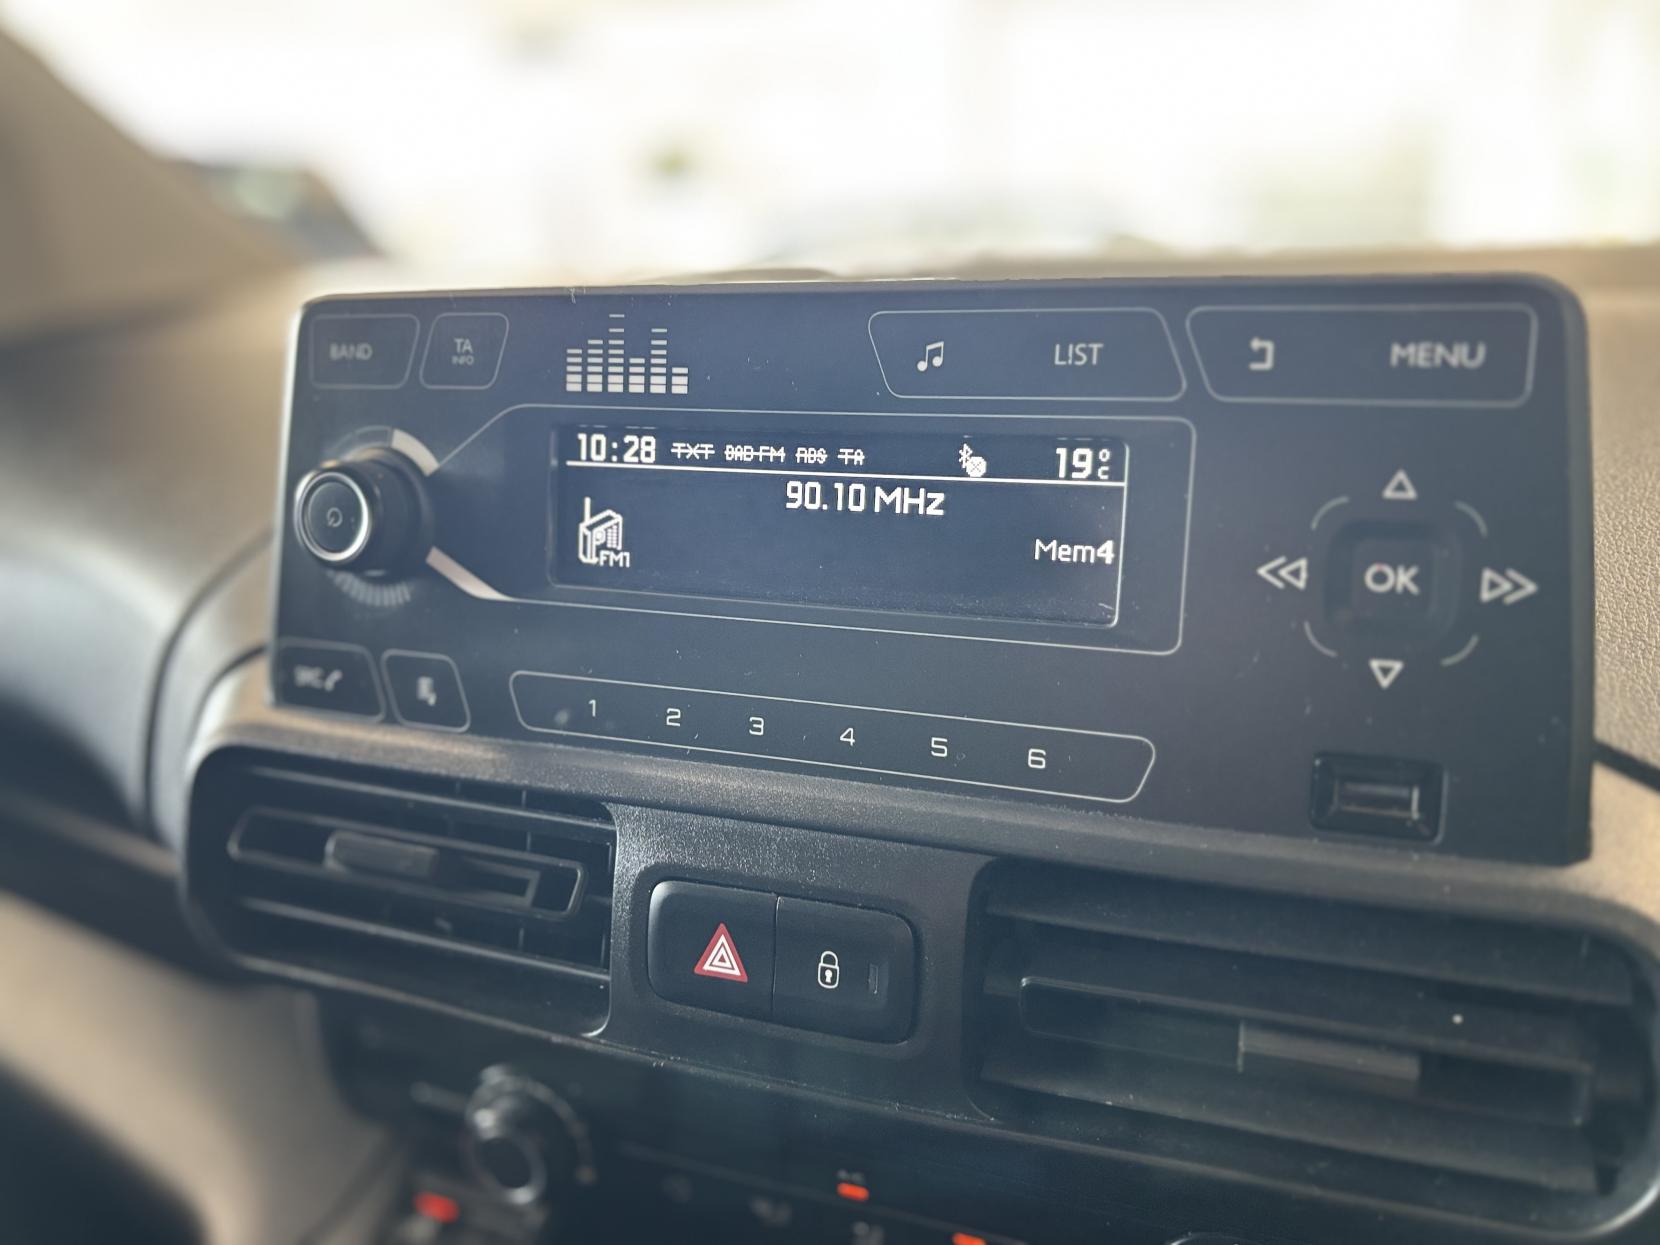 BAND
TA
INFO
LIST
MENU
10:28 TXT DAB-FM RDS TA 19°C
90.10 MHz
FM1
Mem4
OK
SRC
1 2 3 4 5 6